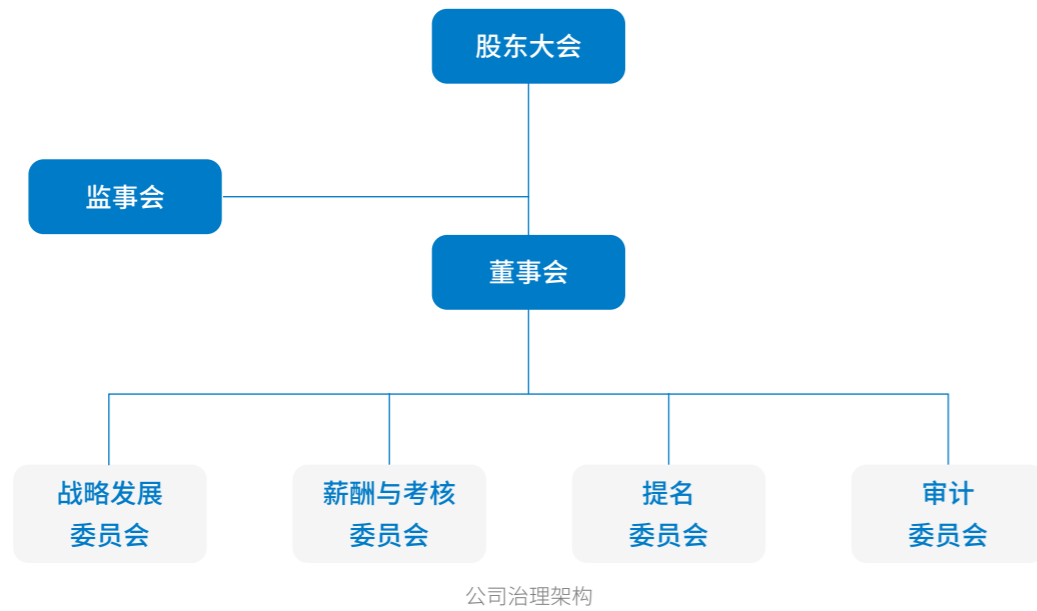 股东大会
监事会
董事会
战略发展
委员会
薪酬与考核
委员会
提名
委员会
审计
委员会
公司治理架构